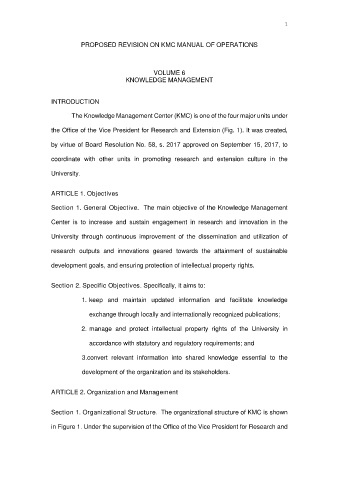 1
PROPOSED REVISION ON KMC MANUAL OF OPERATIONS
VOLUME 6
KNOWLEDGE MANAGEMENT
INTRODUCTION
The Knowledge Management Center (KMC) is one of the four major units under
the Office of the Vice President for Research and Extension (Fig. 1). It was created,
by virtue of Board Resolution No. 58, s. 2017 approved on September 15, 2017, to
coordinate with other units in promoting research and extension culture in the
University.
ARTICLE 1. Objectives
Section 1. General Objective. The main objective of the Knowledge Management
Center is to increase and sustain engagement in research and innovation in the
University through continuous improvement of the dissemination and utilization of
research outputs and innovations geared towards the attainment of sustainable
development goals, and ensuring protection of intellectual property rights.
Section 2. Specific Objectives. Specifically, it aims to:
1. keep and maintain updated information and facilitate knowledge
exchange through locally and internationally recognized publications;
2. manage and protect intellectual property rights of the University in
accordance with statutory and regulatory requirements; and
3.convert relevant information into shared knowledge essential to the
development of the organization and its stakeholders.
ARTICLE 2. Organization and Management
Section 1. Organizational Structure. The organizational structure of KMC is shown
in Figure 1. Under the supervision of the Office of the Vice President for Research and